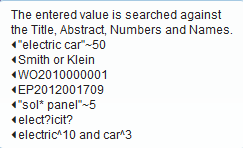 The entered value is searched against
the Title, Abstract, Numbers and Names.
"electric car"~50
Smith or Klein
WO2010000001
EP2012001709
"sol* panel"~5
elect?icit?
electric^10 and car^3